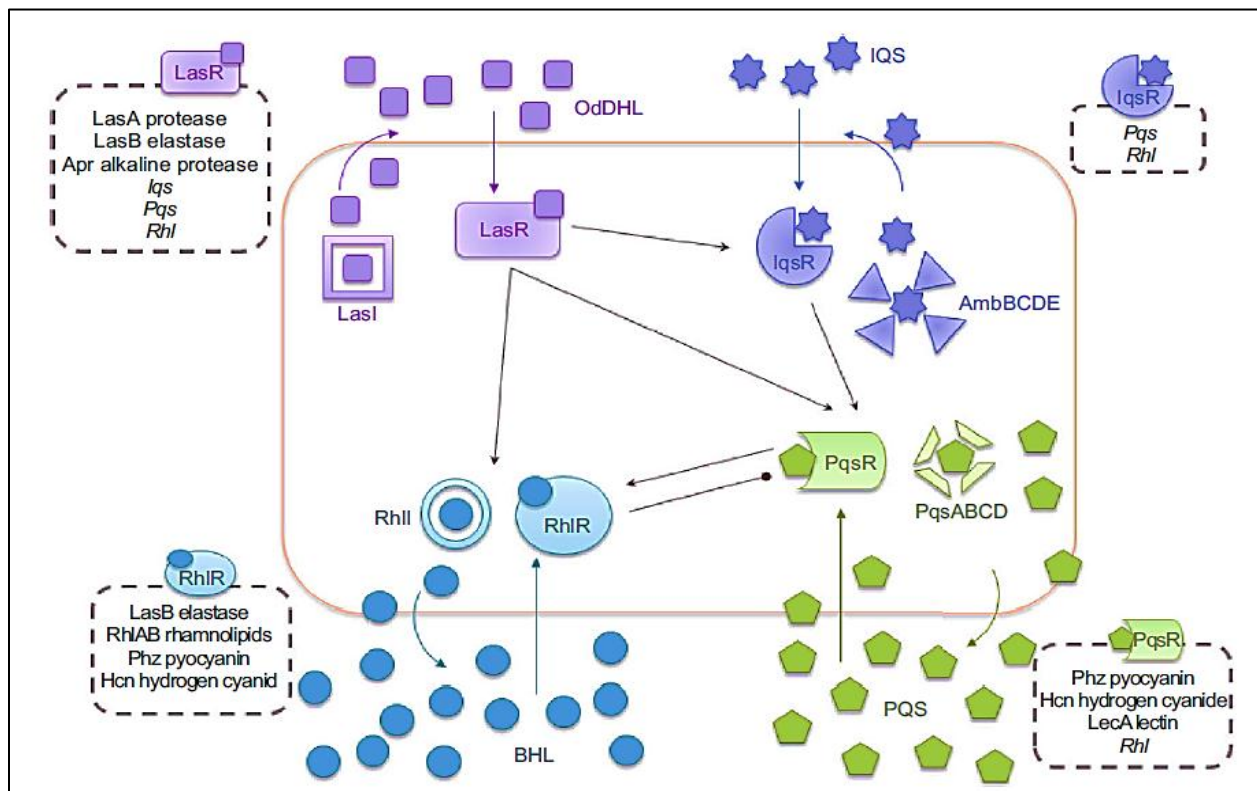 LasR
LasA protease
LasB elastase
Apr alkaline protease
Iqs
Pqs
Rhl
OdDHL
IQS
IqsR
Pqs
Rhl
LasR
LasI
IqsR
AmbBCDE
PqsR
PqsABCD
RhlI
RhlR
RhlR
LasB elastase
RhlAB rhamnolipids
Phz pyocyanin
Hcn hydrogen cyanid
BHL
PQS
PqsR
Phz pyocyanin
Hcn hydrogen cyanide
LecA lectin
Rhl